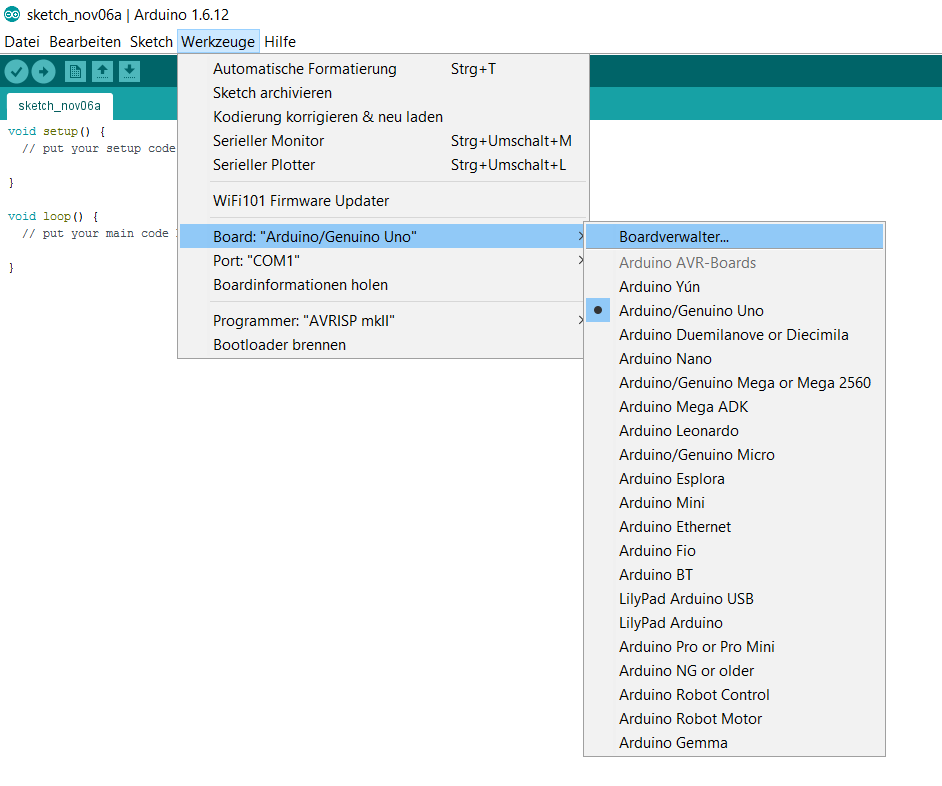 sketch_nov06a | Arduino 1.6.12
Datei Bearbeiten Sketch Werkzeuge Hilfe
sketch_nov06a
void setup() {
// put your setup code
}
void loop() {
// put your main code
}
Automatische Formatierung Strg+T
Sketch archivieren
Kodierung korrigieren & neu laden
Serieller Monitor Strg+Umschalt+M
Serieller Plotter Strg+Umschalt+L
WiFi101 Firmware Updater
Board: "Arduino/Genuino Uno"
Port: "COM1"
Boardinformationen holen
Programmer: "AVRISP mkII"
Bootloader brennen
Boardverwalter...
Arduino AVR-Boards
Arduino Yún
Arduino/Genuino Uno
Arduino Duemilanove or Diecimila
Arduino Nano
Arduino/Genuino Mega or Mega 2560
Arduino Mega ADK
Arduino Leonardo
Arduino/Genuino Micro
Arduino Esplora
Arduino Mini
Arduino Ethernet
Arduino Fio
Arduino BT
LilyPad Arduino USB
LilyPad Arduino
Arduino Pro or Pro Mini
Arduino NG or older
Arduino Robot Control
Arduino Robot Motor
Arduino Gemma